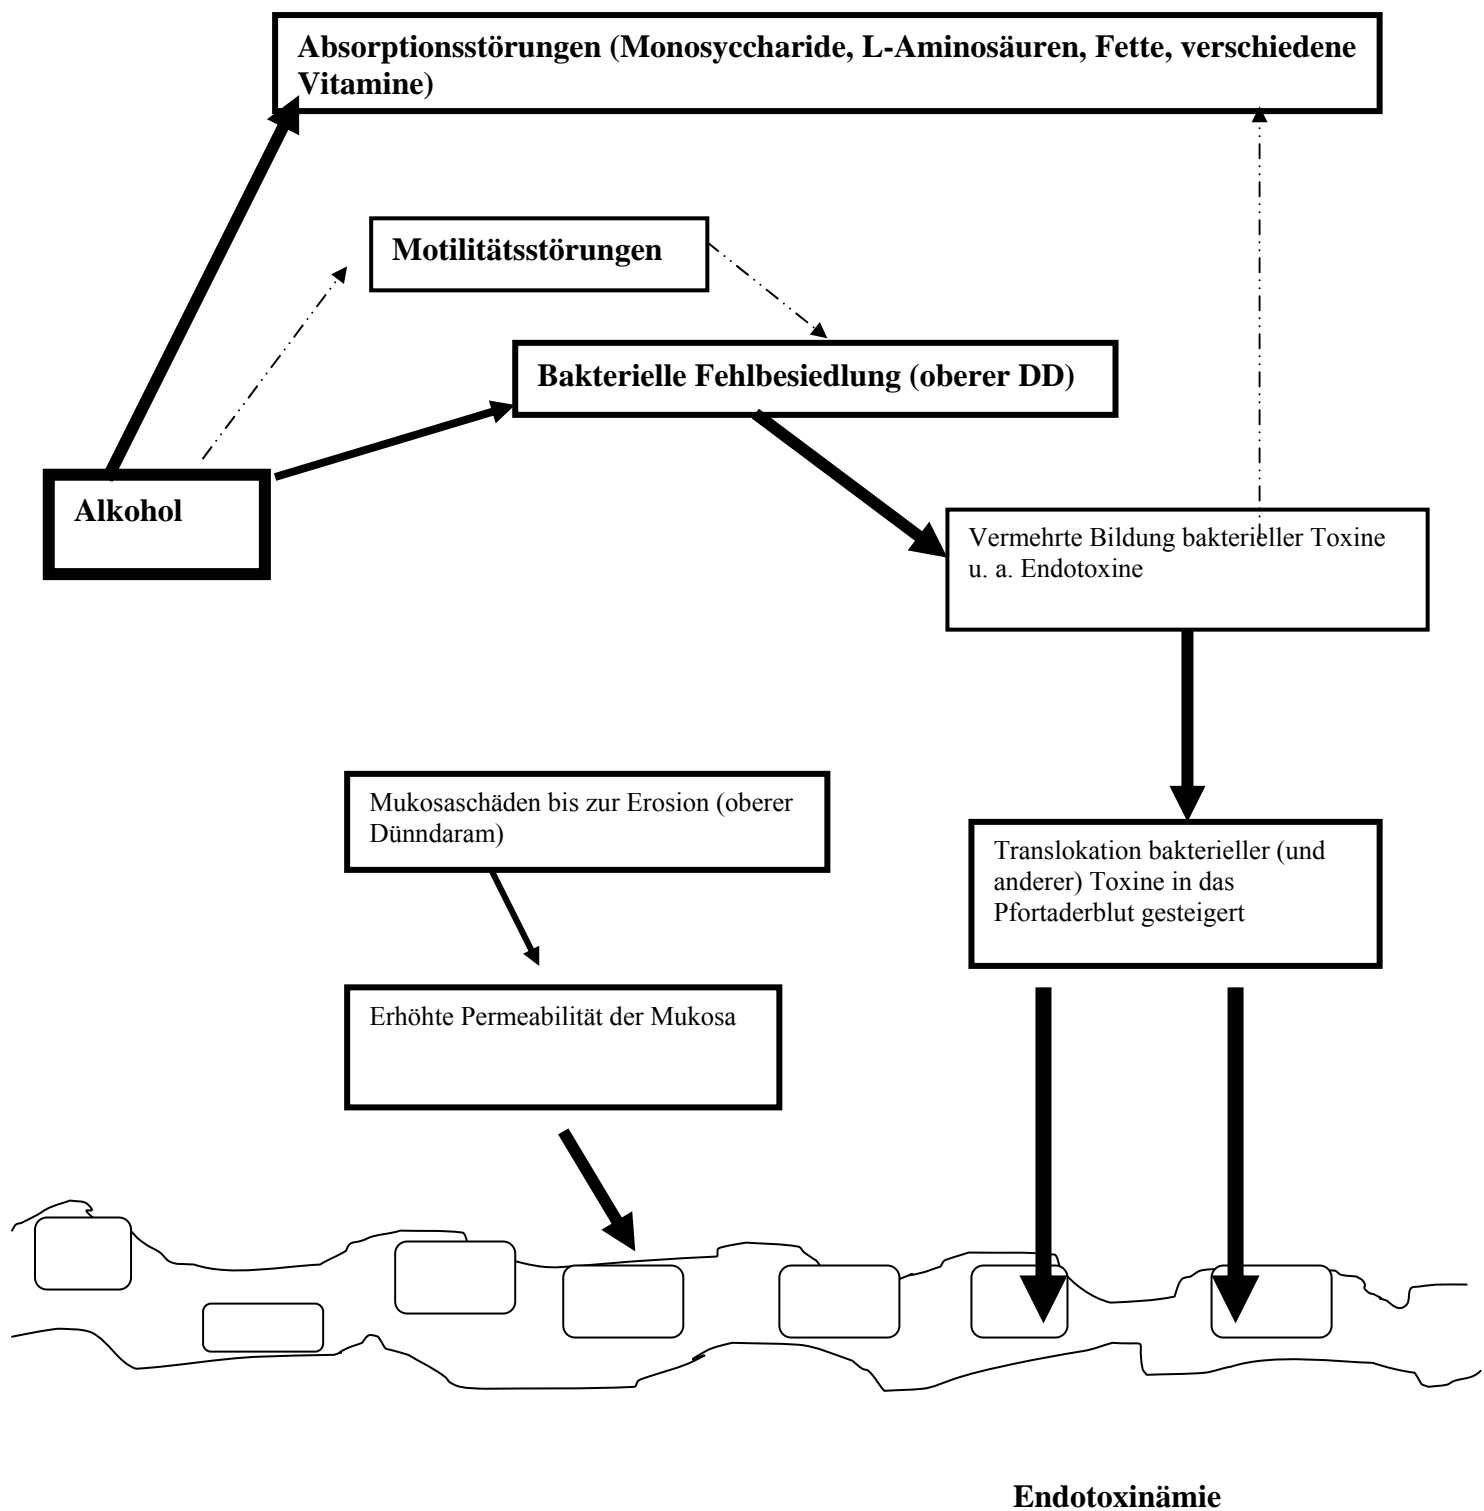 Absorptionsstörungen (Monosyccharide, L-Aminosäuren, Fette, verschiedene
Vitamine)
Motilitätsstörungen
Bakterielle Fehlbesiedlung (oberer DD)
Alkohol
Vermehrte Bildung bakterieller Toxine
u. a. Endotoxine
Mukosaschäden bis zur Erosion (oberer
Dünndaram)
Translokation bakterieller (und
anderer) Toxine in das
Pfortaderblut gesteigert
Erhöhte Permeabilität der Mukosa
Endotoxinämie